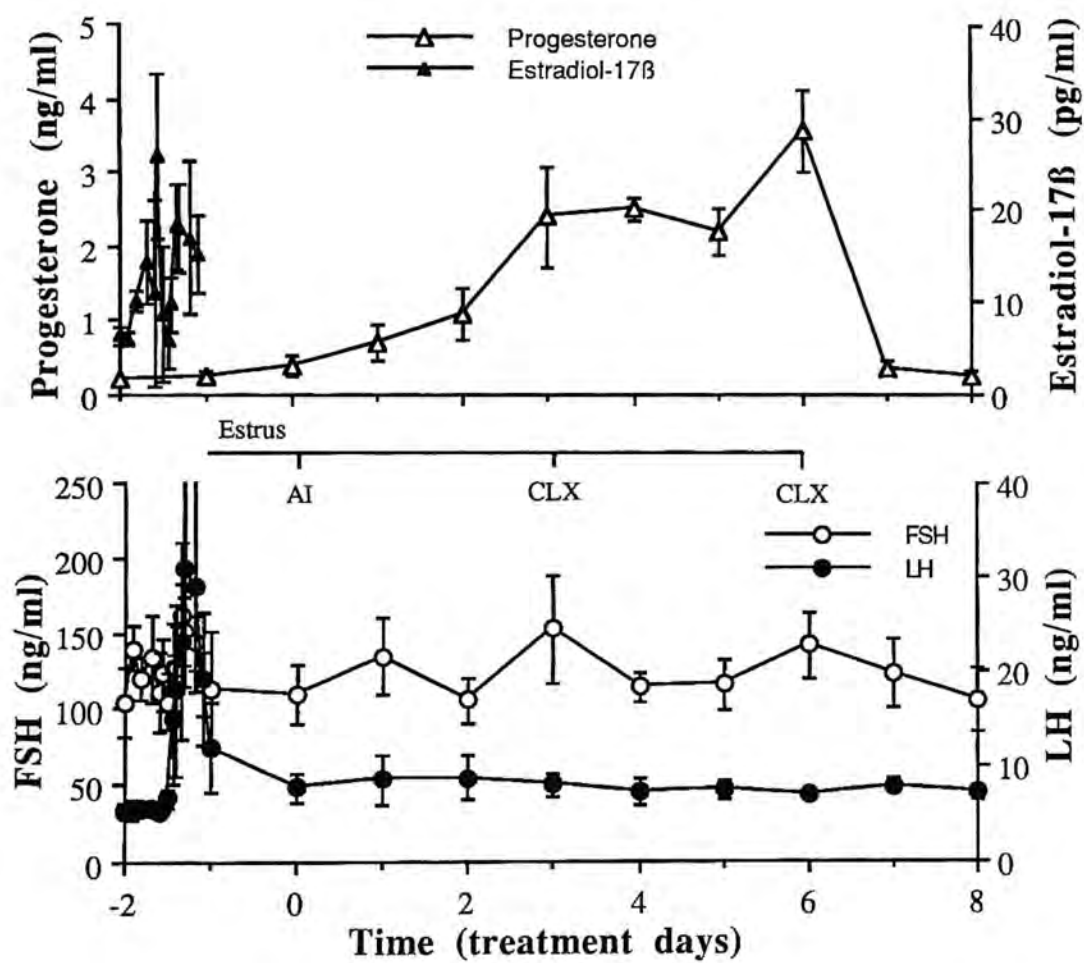 Progesterone (ng/ml)
5
4
3
2
1
0
Progesterone
Estradiol-17ß
40
30
20
10
0
Estradiol-17ß (pg/ml)
Estrus
AI
CLX
CLX
FSH (ng/ml)
250
200
150
100
50
0
FSH
LH
40
30
20
10
0
LH (ng/ml)
-2
0
2
4
6
8
Time (treatment days)